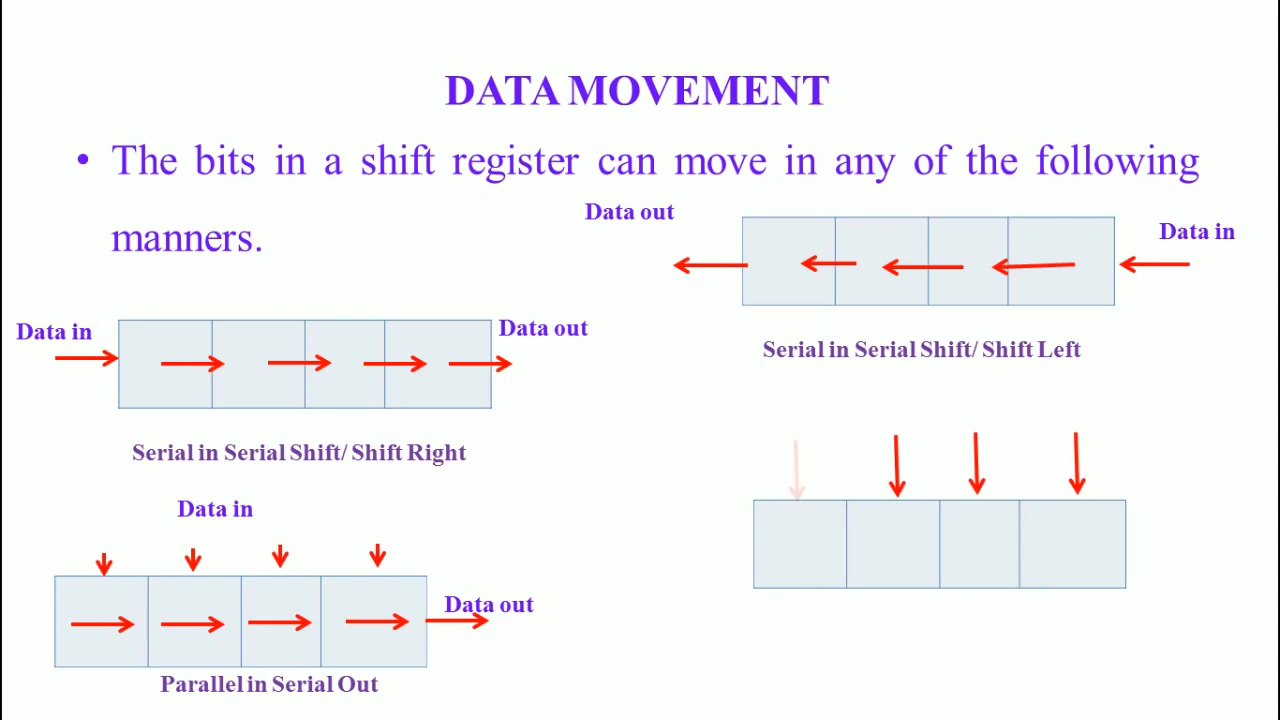 DATA MOVEMENT
• The bits in a shift register can move in any of the following
manners.
Data out
Data in
Serial in Serial Shift/ Shift Left
Data in
Data out
Serial in Serial Shift/ Shift Right
Data in
Data out
Parallel in Serial Out